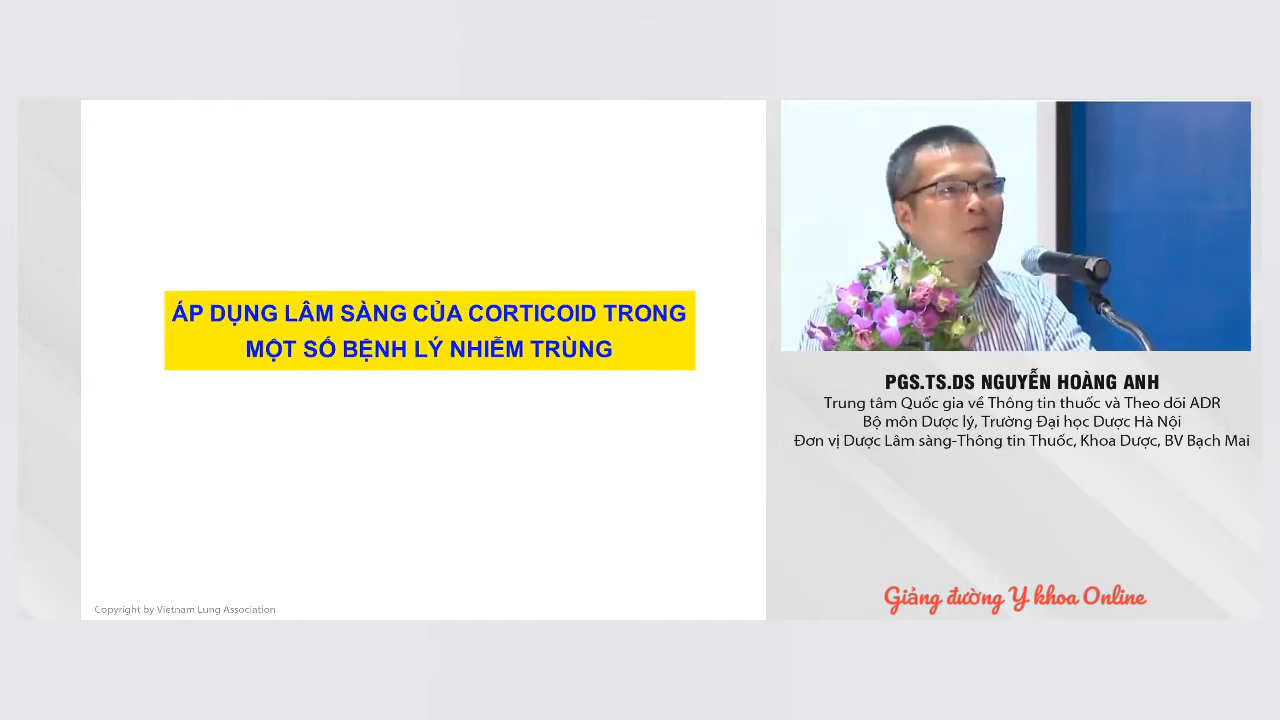 ÁP DỤNG LÂM SÀNG CỦA CORTICOID TRONG
MỘT SỐ BỆNH LÝ NHIỄM TRÙNG
Copyright by Vietnam Lung Association
PGS.TS.DS NGUYỄN HOÀNG ANH
Trung tâm Quốc gia về Thông tin thuốc và Theo dõi ADR
Bộ môn Dược lý, Trường Đại học Dược Hà Nội
Đơn vị Dược Lâm sàng-Thông tin Thuốc, Khoa Dược, BV Bạch Mai
Giảng đường Y khoa Online